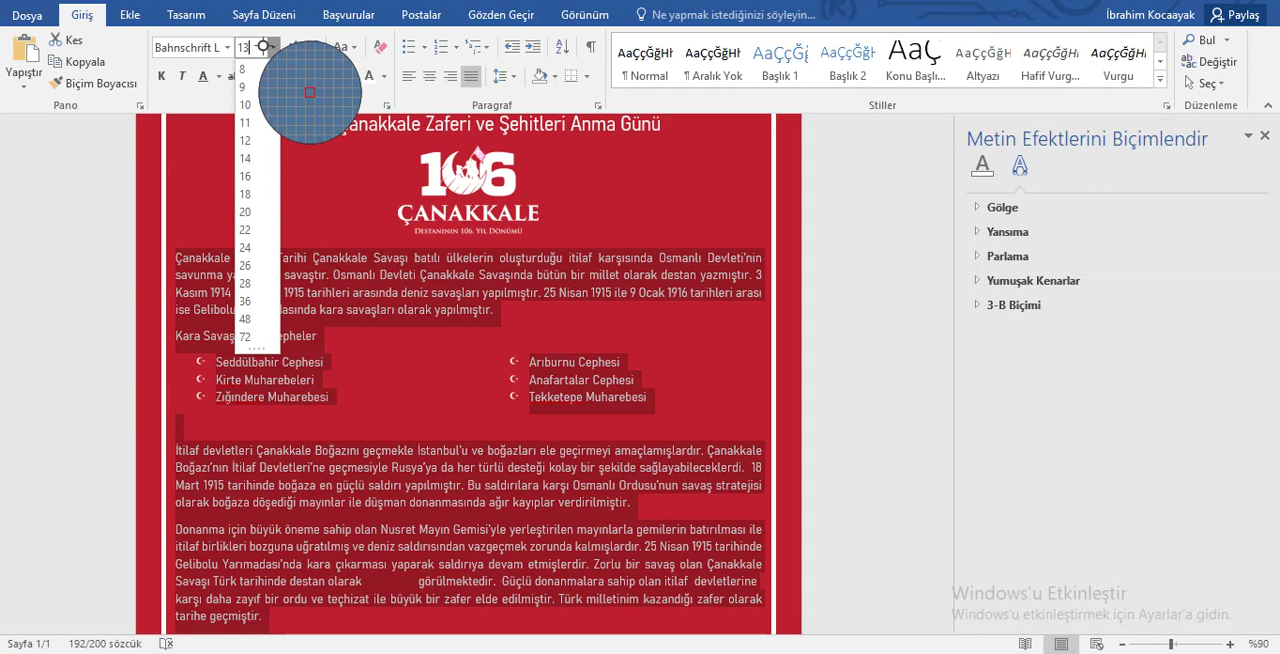 Dosya Giriş Ekle Tasarım Sayfa Düzeni Başvurular Postalar Gözden Geçir Görünüm Ne yapmak istediğinizi söyleyin... İbrahim Kocaayak Paylaş
Yapıştır
Kes
Kopyala
Biçim Boyacısı
Pano
Bahnschrift L 13 Aa
K T A A
Paragraf
AaÇçĞğHł AaÇçĞğHł AaÇçĞğ AaÇçĞğH AaÇ AaÇçĞğH AaÇçĞğHł AaÇçĞğHł
¶ Normal ¶ Aralık Yok Başlık 1 Başlık 2 Konu Başlı... Altyazı Hafif Vurg... Vurgu
Stiller
Bul
Değiştir
Seç
Düzenleme
8
9
10
11
12
14
16
18
20
22
24
26
28
36
48
72
Çanakkale Zaferi ve Şehitleri Anma Günü
106
ÇANAKKALE
DESTANININ 106. YIL DÖNÜMÜ
Çanakkale Tarihi Çanakkale Savaşı batılı ülkelerin oluşturduğu itilaf karşısında Osmanlı Devleti'nin
savunma savaştır. Osmanlı Devleti Çanakkale Savaşında bütün bir millet olarak destan yazmıştır. 3
Kasım 1914 1915 tarihleri arasında deniz savaşları yapılmıştır. 25 Nisan 1915 ile 9 Ocak 1916 tarihleri arası
ise Gelibolu kara savaşları olarak yapılmıştır.
Kara
Seddülbahir Cephesi
Kirte Muharebeleri
Zığındere Muharebesi
Arıburnu Cephesi
Anafartalar Cephesi
Tekketepe Muharebesi
İtilaf devletleri Çanakkale Boğazını geçmekle İstanbul'u ve boğazları ele geçirmeyi amaçlamışlardır. Çanakkale
Boğazı'nın İtilaf Devletleri'ne geçmesiyle Rusya'ya da her türlü desteği kolay bir şekilde sağlayabileceklerdi. 18
Mart 1915 tarihinde boğaza en güçlü saldırı yapılmıştır. Bu saldırılara karşı Osmanlı Ordusu'nun savaş stratejisi
olarak boğaza döşediği mayınlar ile düşman donanmasında ağır kayıplar verdirilmiştir.
Donanma için büyük öneme sahip olan Nusret Mayın Gemisi'yle yerleştirilen mayınlarla gemilerin batırılması ile
itilaf birlikleri bozguna uğratılmış ve deniz saldırısından vazgeçmek zorunda kalmışlardır. 25 Nisan 1915 tarihinde
Gelibolu Yarımadası'nda kara çıkarması yaparak saldırıya devam etmişlerdir. Zorlu bir savaş olan Çanakkale
Savaşı Türk tarihinde destan olarak görülmektedir. Güçlü donanmalara sahip olan itilaf devletlerine
karşı daha zayıf bir ordu ve teçhizat ile büyük bir zafer elde edilmiştir. Türk milletinim kazandığı zafer olarak
tarihe geçmiştir.
Metin Efektlerini Biçimlendir
Gölge
Yansıma
Parlama
Yumuşak Kenarlar
3-B Biçimi
Windows'u Etkinleştir
Windows'u etkinleştirmek için Ayarlar'a gidin.
Sayfa 1/1 192/200 sözcük %90